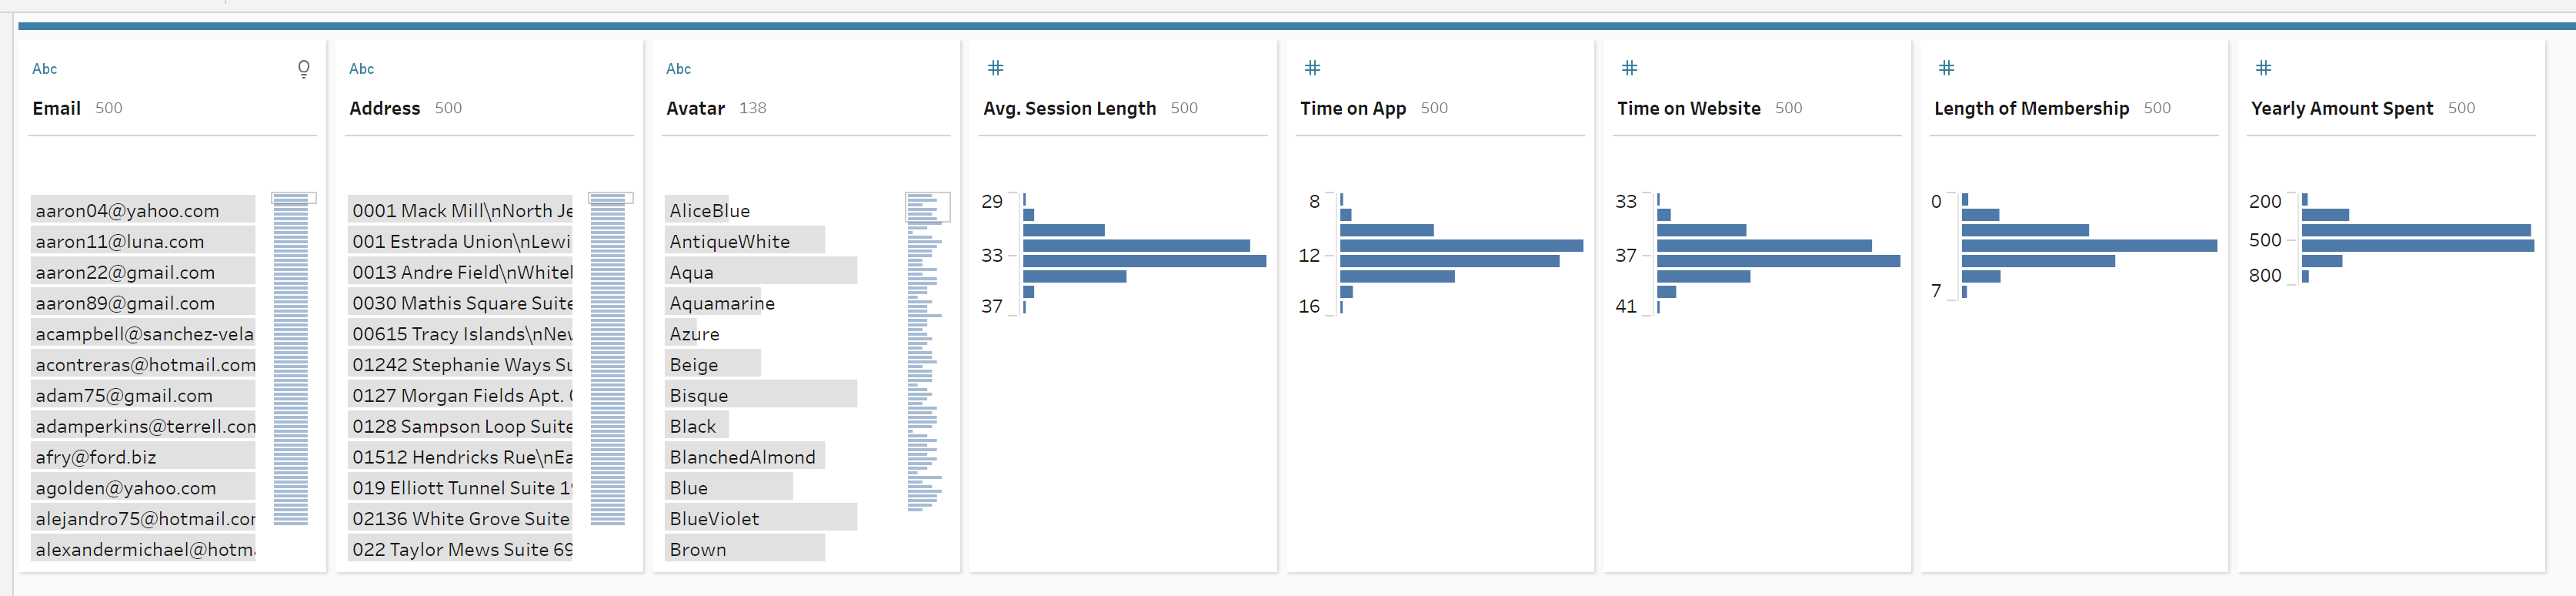 Abc
Email 500
aaron04@yahoo.com
aaron11@luna.com
aaron22@gmail.com
aaron89@gmail.com
acampbell@sanchez-vela
acontreras@hotmail.com
adam75@gmail.com
adamperkins@terrell.com
afry@ford.biz
agolden@yahoo.com
alejandro75@hotmail.cor
alexandermichael@hotma
Abc
Address 500
0001 Mack Mill\nNorth Je
001 Estrada Union\nLewi
0013 Andre Field\nWhitel
0030 Mathis Square Suite
00615 Tracy Islands\nNev
01242 Stephanie Ways Su
0127 Morgan Fields Apt.
0128 Sampson Loop Suite
01512 Hendricks Rue\nEa
019 Elliott Tunnel Suite 1
02136 White Grove Suite
022 Taylor Mews Suite 69
Abc
Avatar 138
AliceBlue
AntiqueWhite
Aqua
Aquamarine
Azure
Beige
Bisque
Black
BlanchedAlmond
Blue
BlueViolet
Brown
#
Avg. Session Length 500
29
33
37
#
Time on App 500
8
12
16
#
Time on Website 500
33
37
41
#
Length of Membership 500
0
7
#
Yearly Amount Spent 500
200
500
800